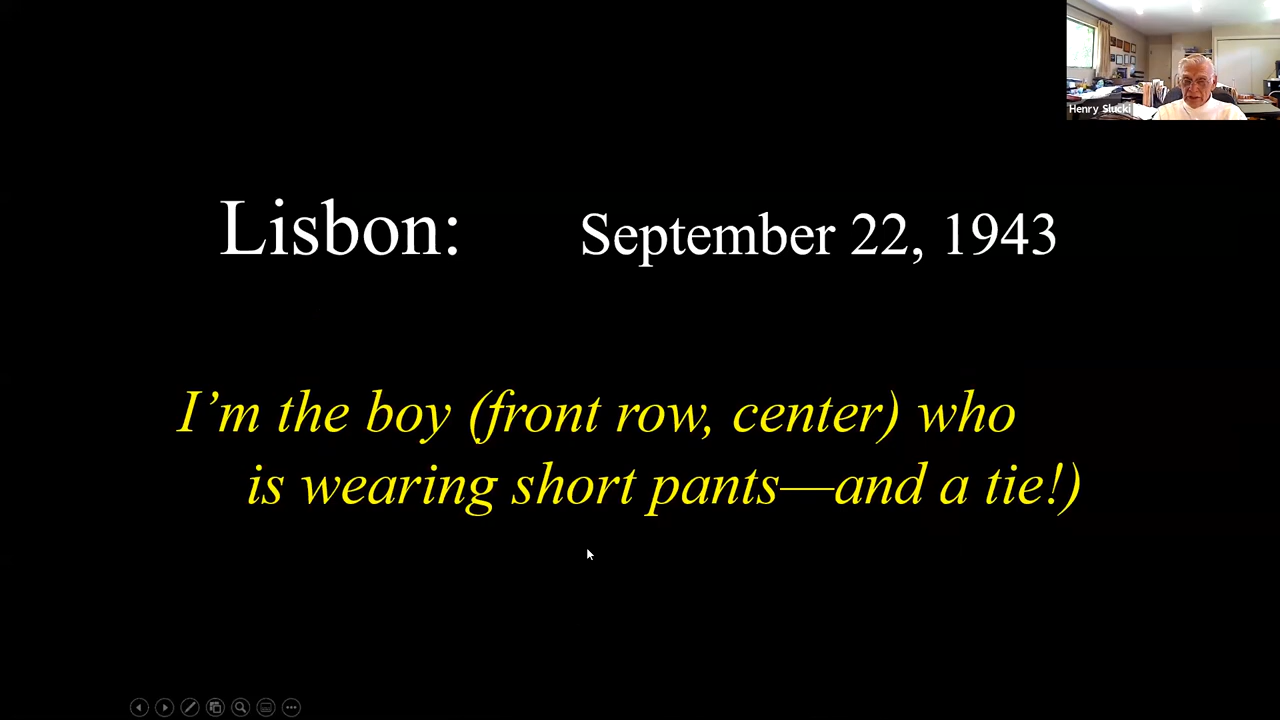 Henry Slucki
Lisbon: September 22, 1943
I’m the boy (front row, center) who
is wearing short pants—and a tie!)